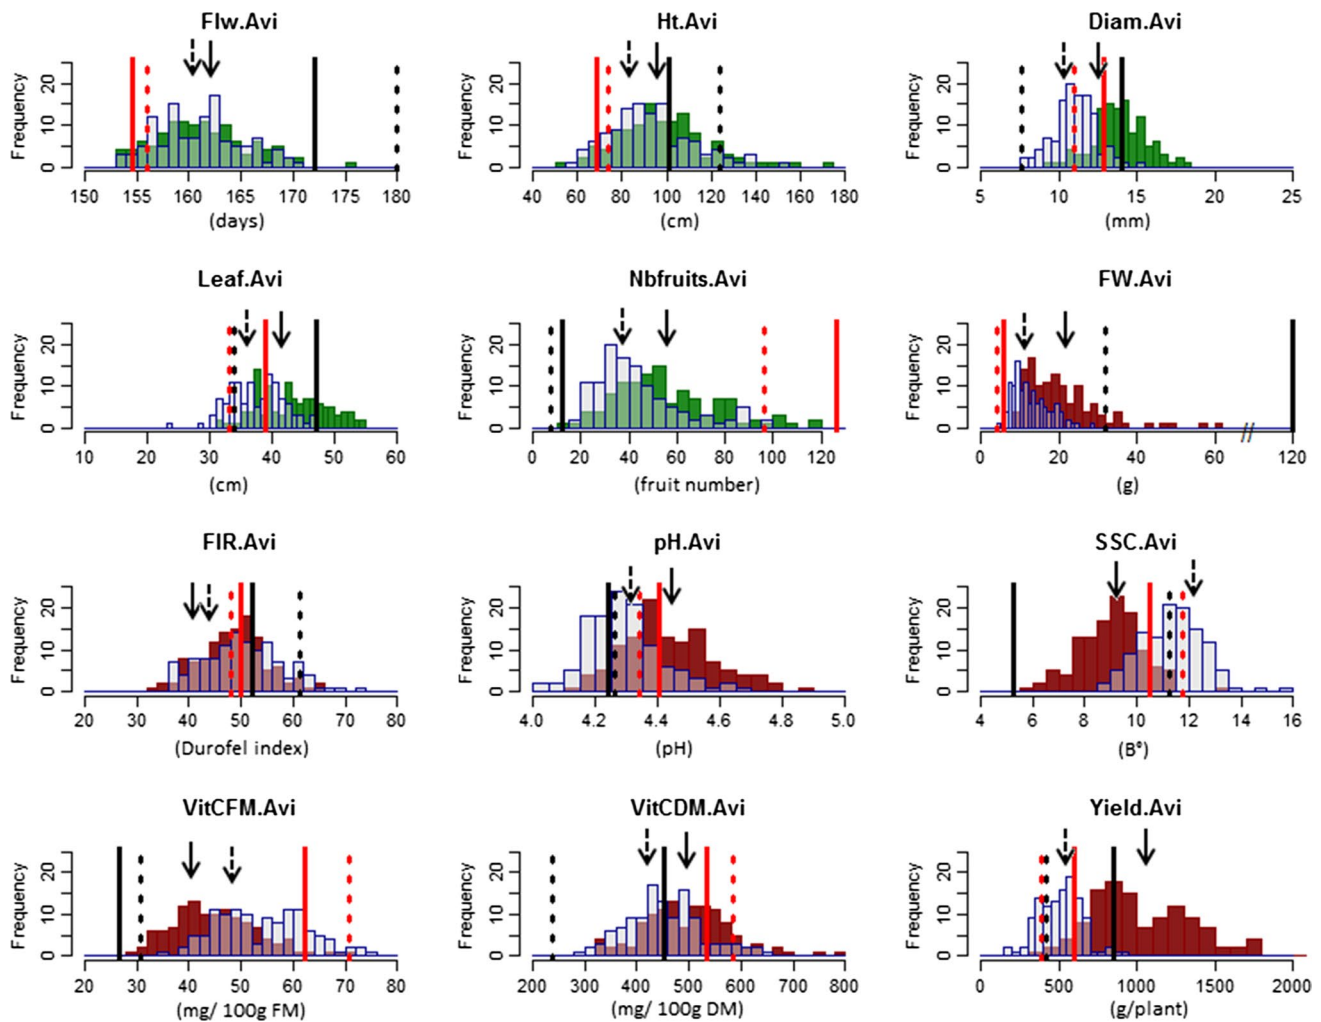 Flw.Avi
Frequency
0 10 20
150 155 160 165 170 175 180
(days)
Ht.Avi
Frequency
0 10 20
40 60 80 100 120 140 160 180
(cm)
Diam.Avi
Frequency
0 10 20
5 10 15 20 25
(mm)
Leaf.Avi
Frequency
0 10 20
10 20 30 40 50 60
(cm)
Nbfruits.Avi
Frequency
0 10 20
0 20 40 60 80 100 120
(fruit number)
FW.Avi
Frequency
0 10 20
0 20 40 60 // 120
(g)
FIR.Avi
Frequency
0 10 20
20 30 40 50 60 70 80
(Durofel index)
pH.Avi
Frequency
0 10 20
4.0 4.2 4.4 4.6 4.8 5.0
(pH)
SSC.Avi
Frequency
0 10 20
4 6 8 10 12 14 16
(B°)
VitCFM.Avi
Frequency
0 10 20
20 30 40 50 60 70 80
(mg/ 100g FM)
VitCDM.Avi
Frequency
0 10 20
200 300 400 500 600 700 800
(mg/ 100g DM)
Yield.Avi
Frequency
0 10 20
0 500 1000 1500 2000
(g/plant)